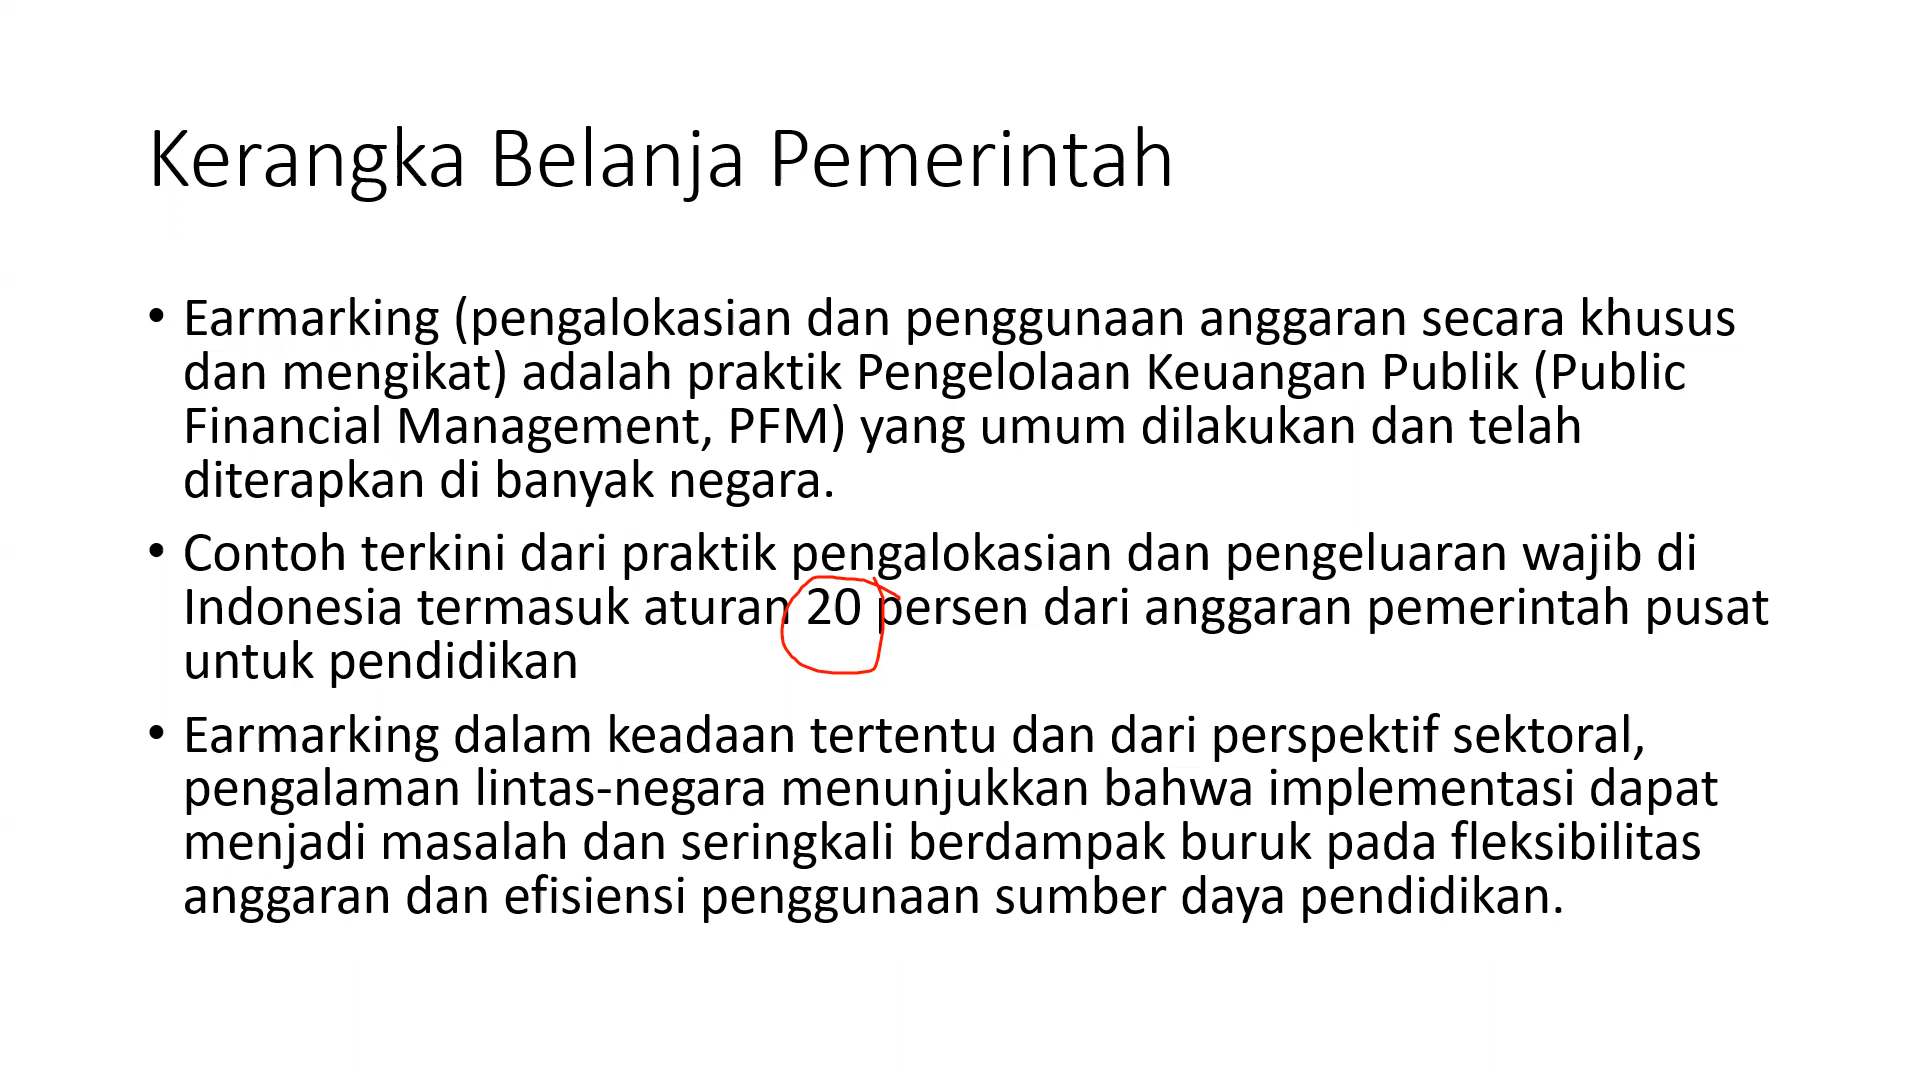 Kerangka Belanja Pemerintah
• Earmarking (pengalokasian dan penggunaan anggaran secara khusus
dan mengikat) adalah praktik Pengelolaan Keuangan Publik (Public
Financial Management, PFM) yang umum dilakukan dan telah
diterapkan di banyak negara.
• Contoh terkini dari praktik pengalokasian dan pengeluaran wajib di
Indonesia termasuk aturan 20 persen dari anggaran pemerintah pusat
untuk pendidikan
• Earmarking dalam keadaan tertentu dan dari perspektif sektoral,
pengalaman lintas-negara menunjukkan bahwa implementasi dapat
menjadi masalah dan seringkali berdampak buruk pada fleksibilitas
anggaran dan efisiensi penggunaan sumber daya pendidikan.